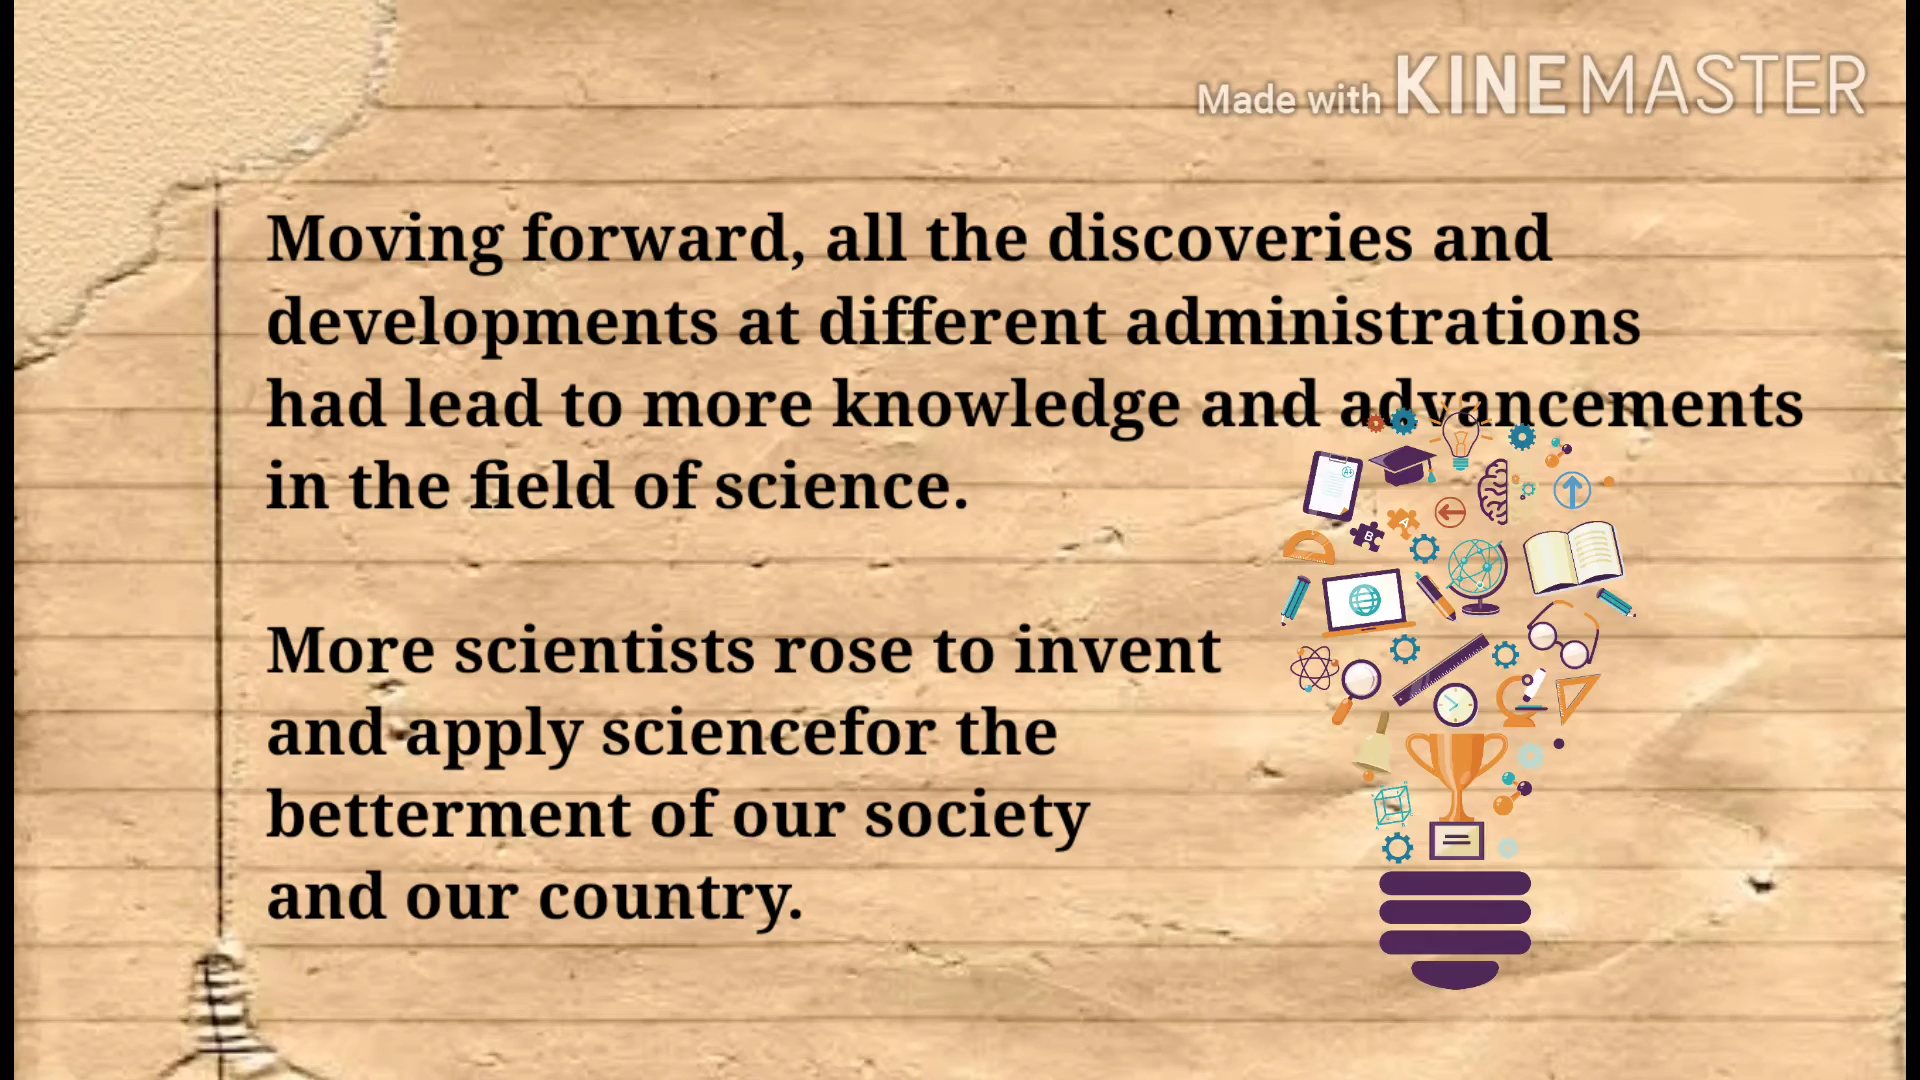 Made with KINEMASTER
Moving forward, all the discoveries and
developments at different administrations
had lead to more knowledge and advancements
in the field of science.
More scientists rose to invent
and apply sciencefor the
betterment of our society
and our country.
A+
A
B